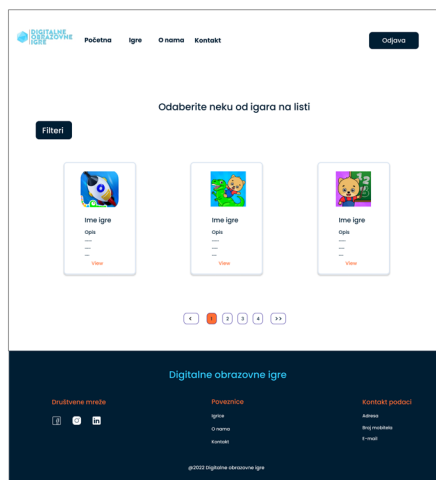 DIGITALNE
OBRAZOVNE
IGRE
Početna Igre O nama Kontakt
Odjava
Odaberite neku od igara na listi
Filteri
Ime igre
Opis
View
Ime igre
Opis
View
Ime igre
Opis
View
< 1 2 3 4 >>
Digitalne obrazovne igre
Društvene mreže
Poveznice
Igrice
O nama
Kontakt
Kontakt podaci
Adresa
Broj mobitela
E-mail
@2022 Digitalne obrazovne igre